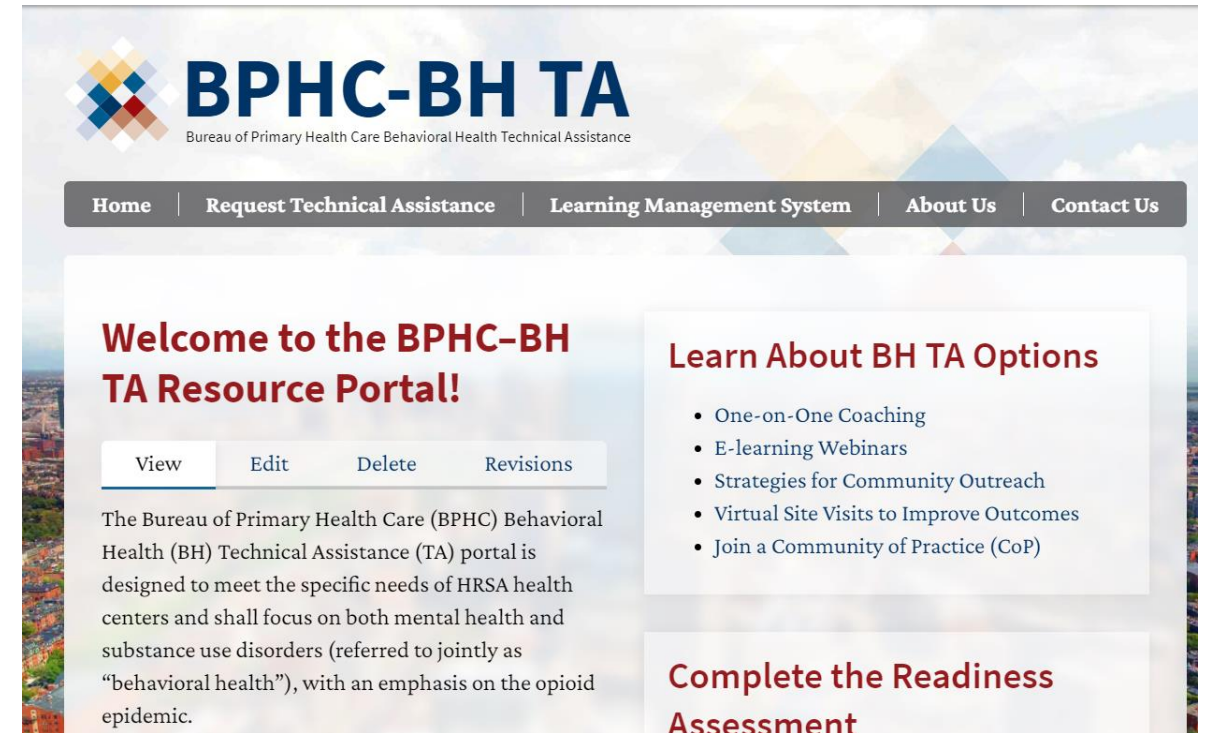 BPHC-BH TA
Bureau of Primary Health Care Behavioral Health Technical Assistance
Home | Request Technical Assistance | Learning Management System | About Us | Contact Us
Welcome to the BPHC–BH
TA Resource Portal!
View Edit Delete Revisions
The Bureau of Primary Health Care (BPHC) Behavioral
Health (BH) Technical Assistance (TA) portal is
designed to meet the specific needs of HRSA health
centers and shall focus on both mental health and
substance use disorders (referred to jointly as
“behavioral health”), with an emphasis on the opioid
epidemic.
Learn About BH TA Options
• One-on-One Coaching
• E-learning Webinars
• Strategies for Community Outreach
• Virtual Site Visits to Improve Outcomes
• Join a Community of Practice (CoP)
Complete the Readiness
Assessment